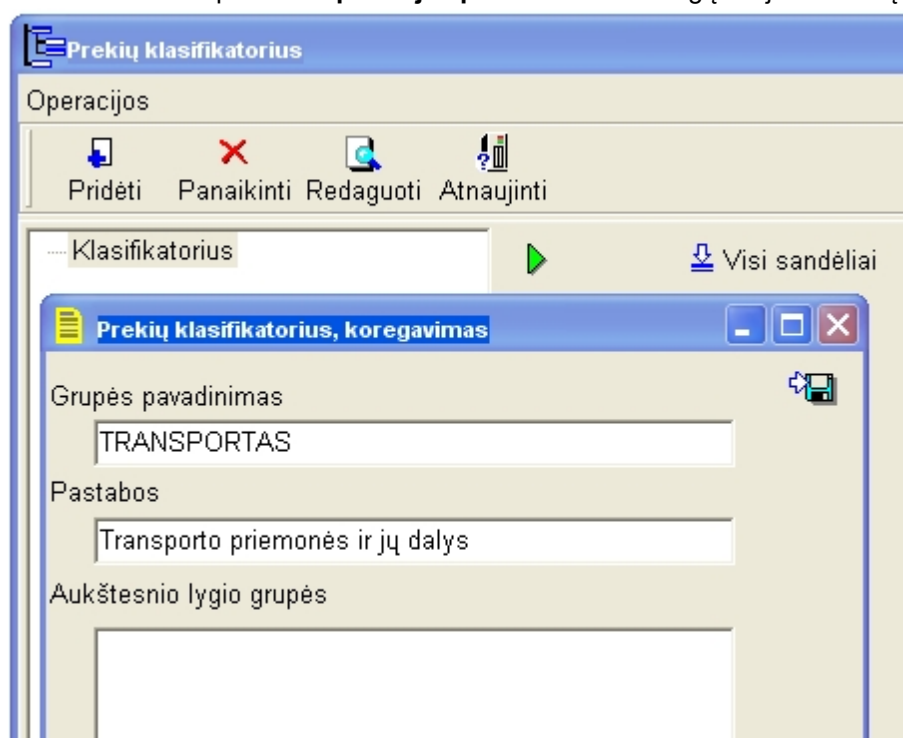 Prekių klasifikatorius
Operacijos
Pridėti Panaikinti Redaguoti Atnaujinti
Klasifikatorius
Visi sandėliai
Prekių klasifikatorius, koregavimas
Grupės pavadinimas
TRANSPORTAS
Pastabos
Transporto priemonės ir jų dalys
Aukštesnio lygio grupės